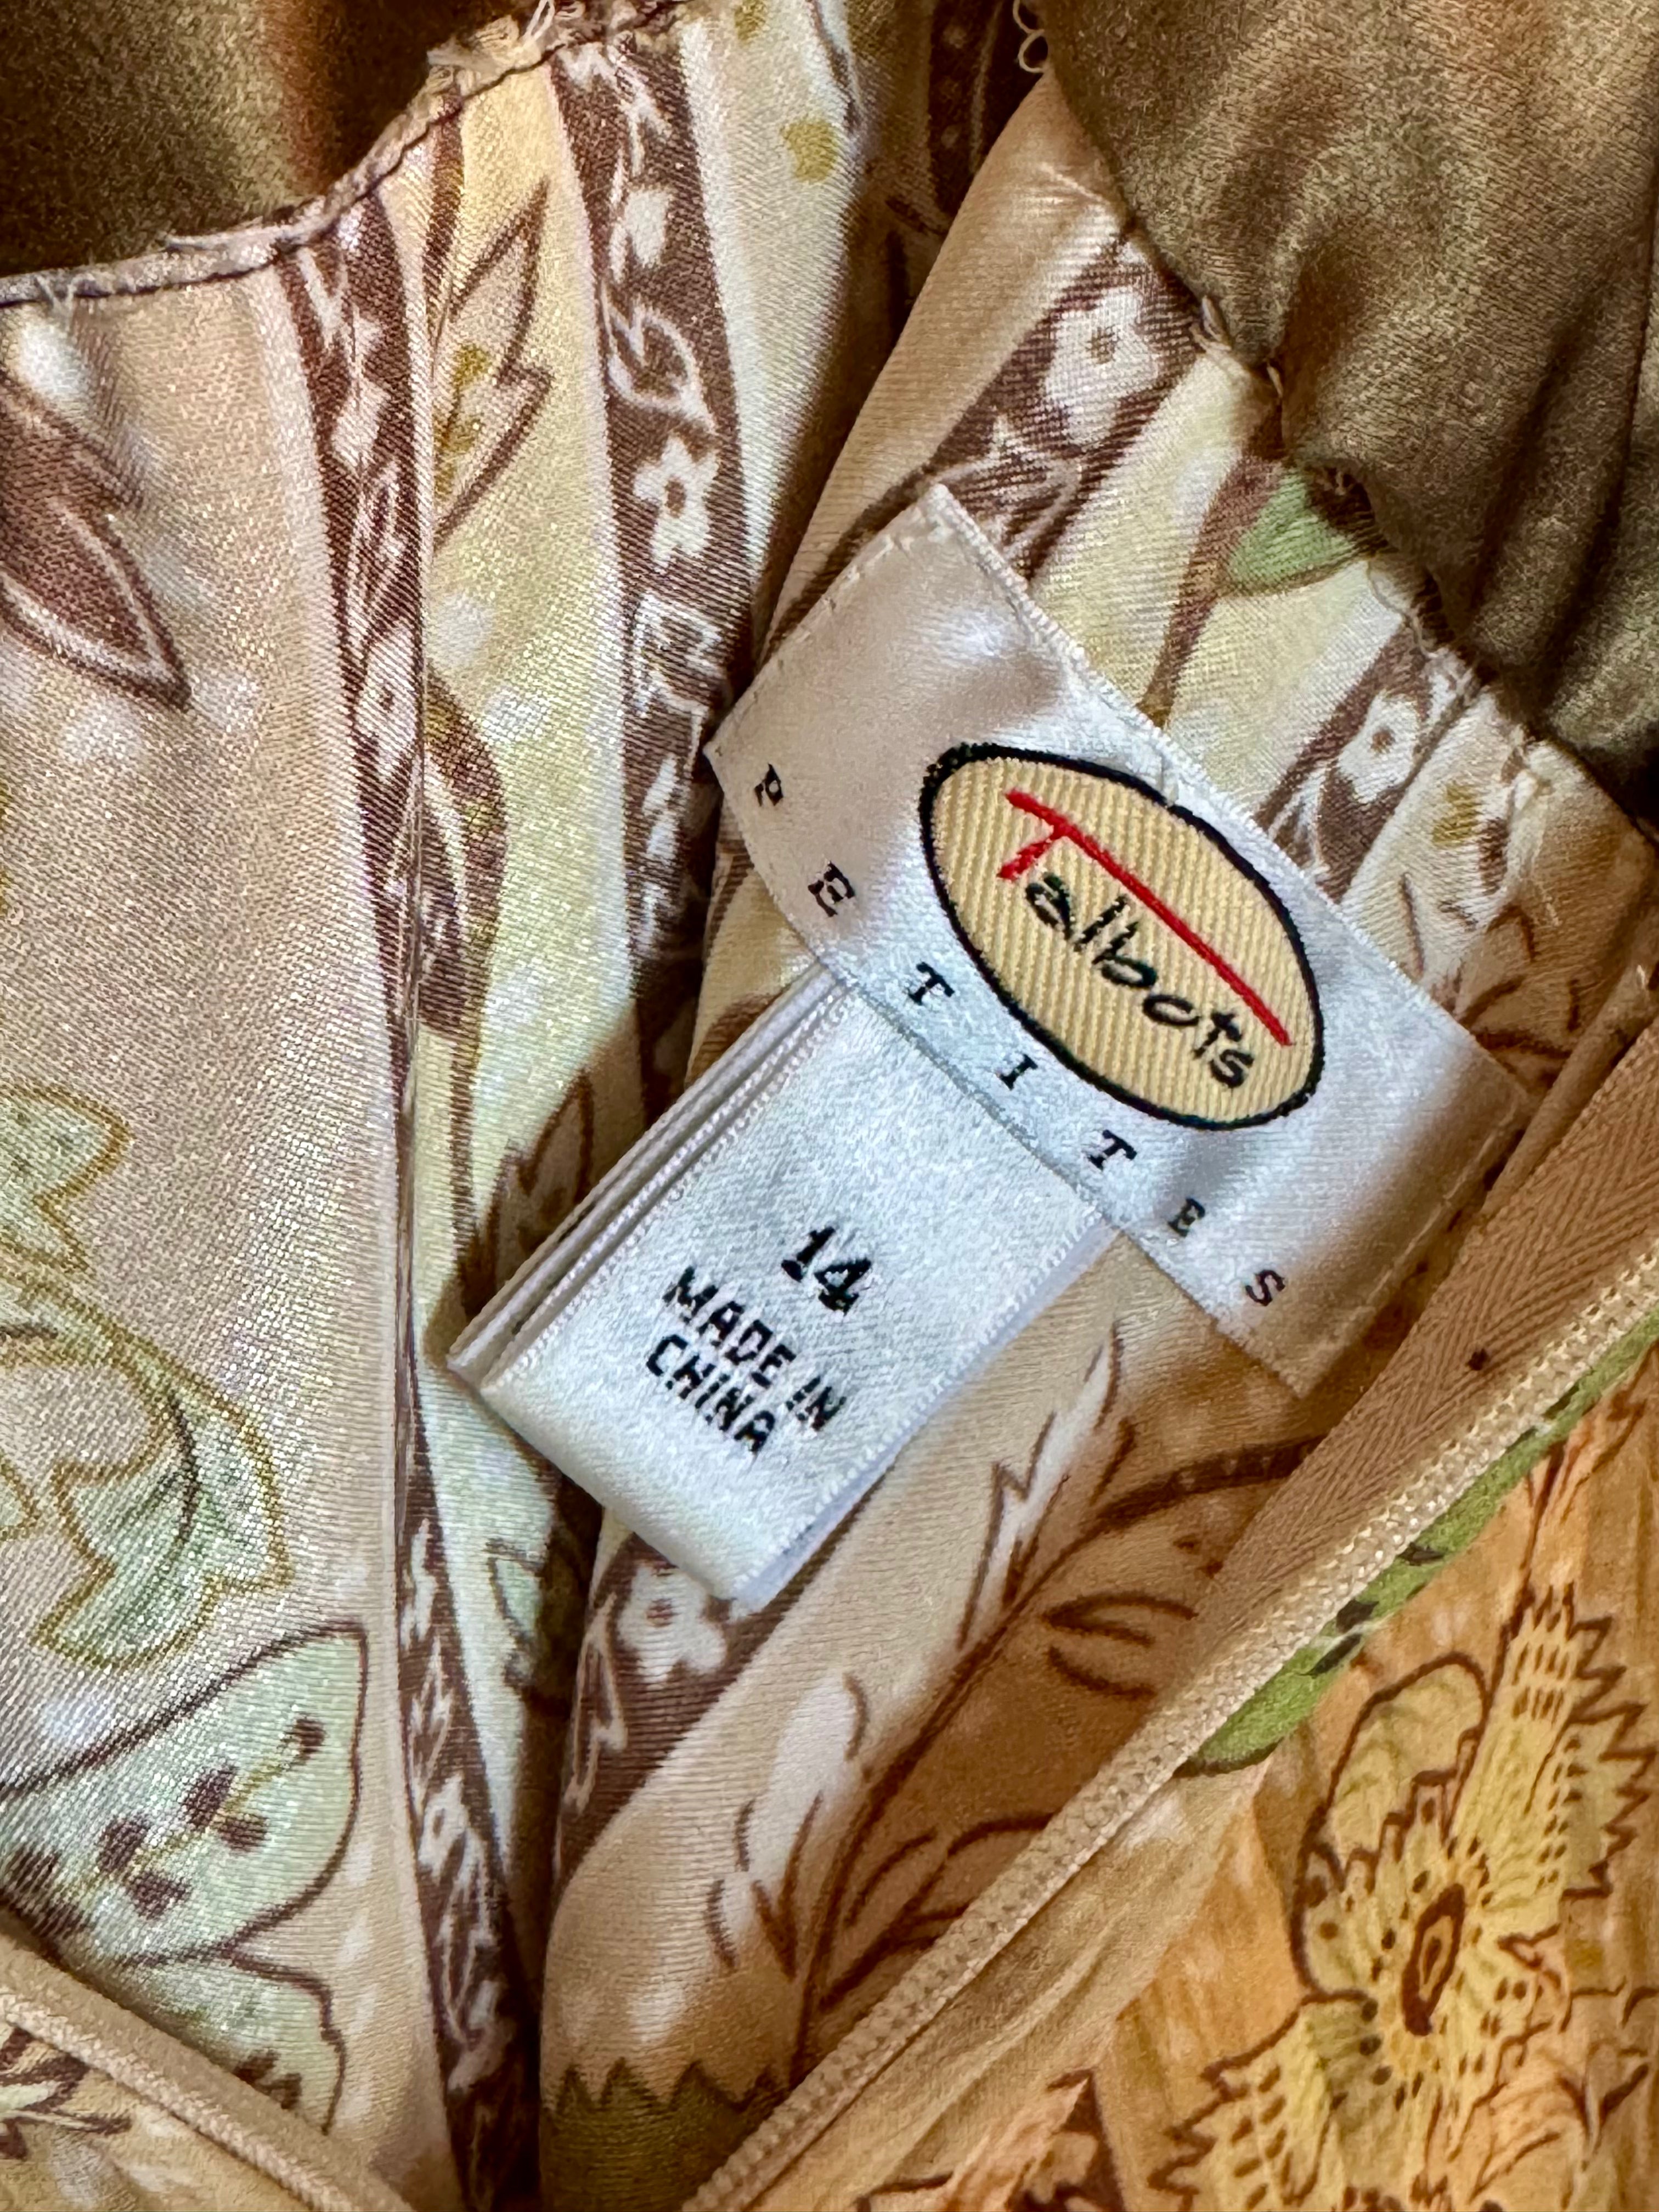 Talbots
PETITES
14
MADE IN
CHINA